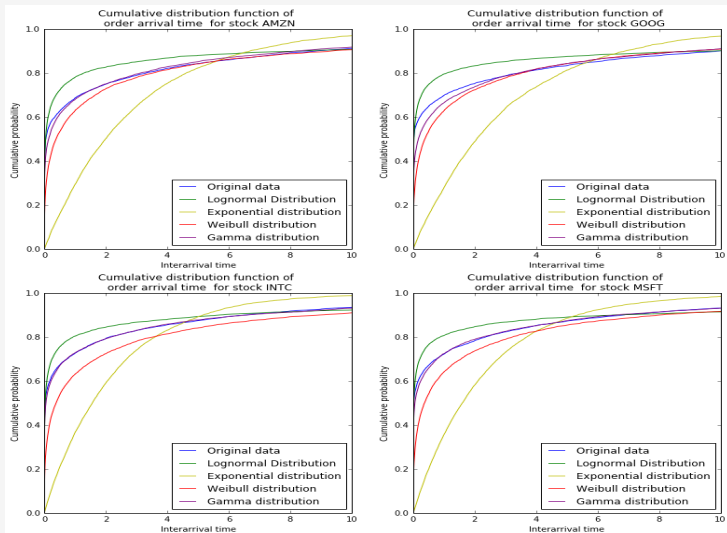 Cumulative distribution function of
order arrival time for stock AMZN
Cumulative probability
1.0
0.8
0.6
0.4
0.2
0.0
0 2 4 6 8 10
Interarrival time
Original data
Lognormal Distribution
Exponential distribution
Weibull distribution
Gamma distribution
Cumulative distribution function of
order arrival time for stock GOOG
Cumulative probability
1.0
0.8
0.6
0.4
0.2
0.0
0 2 4 6 8 10
Interarrival time
Original data
Lognormal Distribution
Exponential distribution
Weibull distribution
Gamma distribution
Cumulative distribution function of
order arrival time for stock INTC
Cumulative probability
1.0
0.8
0.6
0.4
0.2
0.0
0 2 4 6 8 10
Interarrival time
Original data
Lognormal Distribution
Exponential distribution
Weibull distribution
Gamma distribution
Cumulative distribution function of
order arrival time for stock MSFT
Cumulative probability
1.0
0.8
0.6
0.4
0.2
0.0
0 2 4 6 8 10
Interarrival time
Original data
Lognormal Distribution
Exponential distribution
Weibull distribution
Gamma distribution